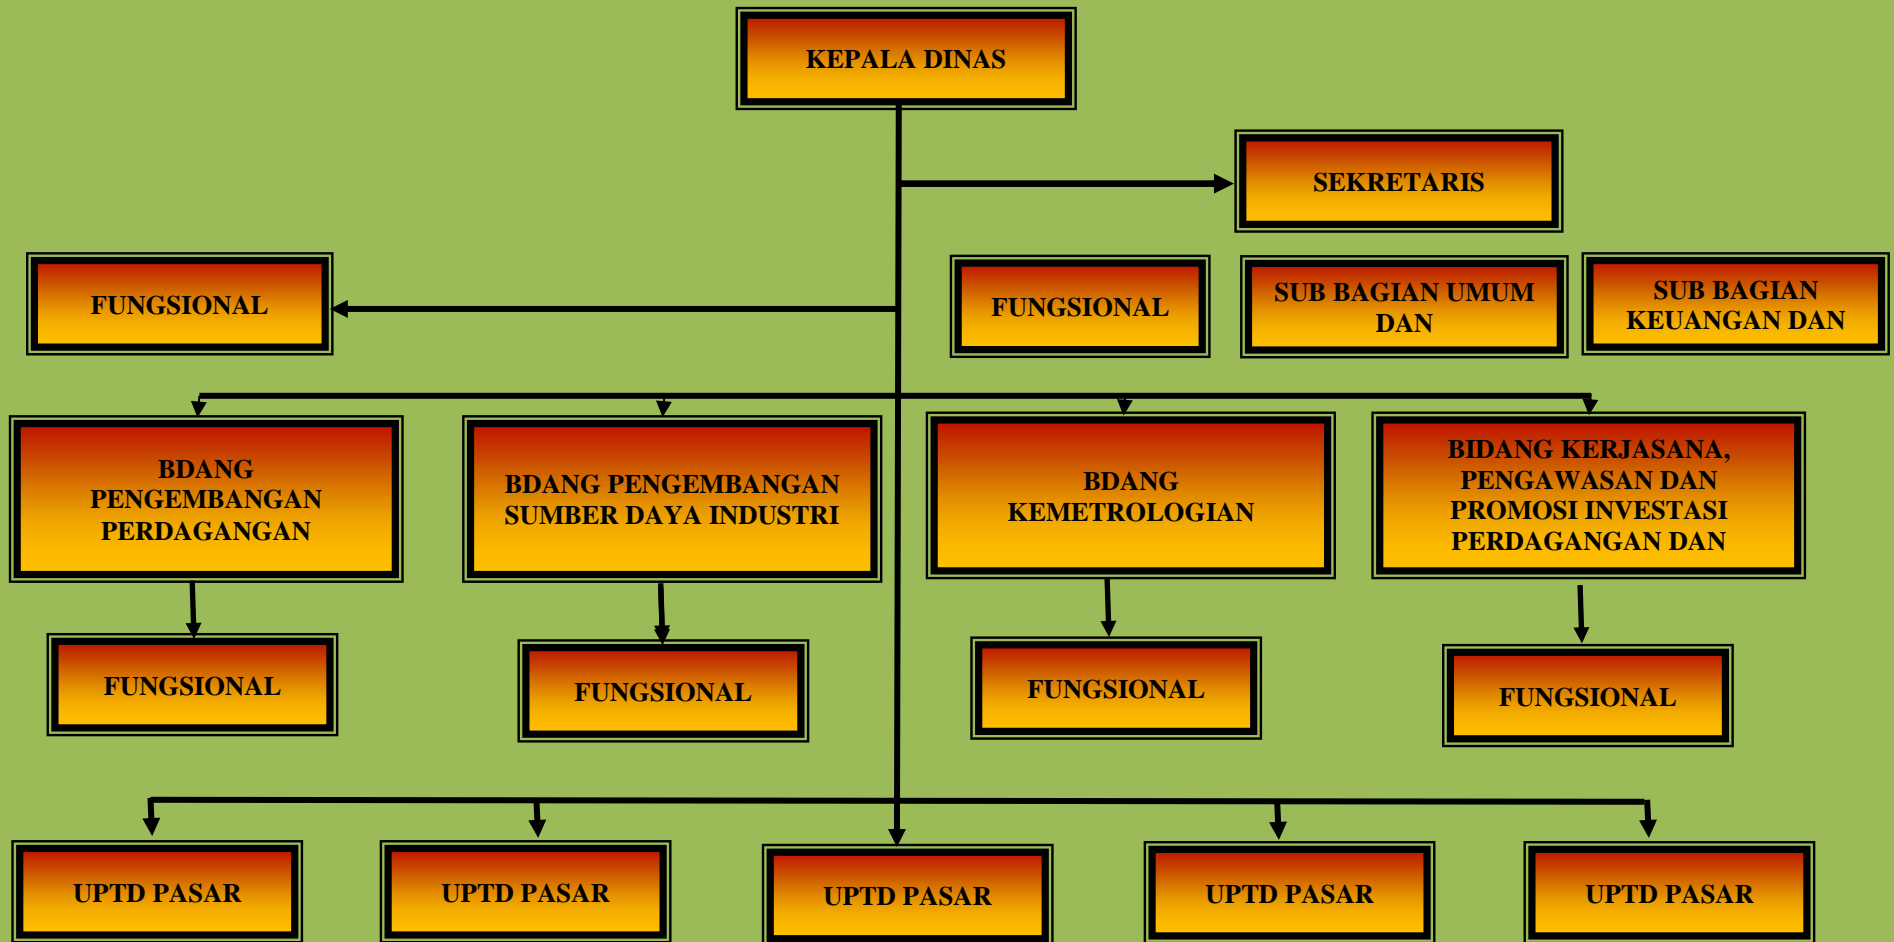 KEPALA DINAS
SEKRETARIS
FUNGSIONAL
FUNGSIONAL
SUB BAGIAN UMUM
DAN
SUB BAGIAN
KEUANGAN DAN
BDANG
PENGEMBANGAN
PERDAGANGAN
BDANG PENGEMBANGAN
SUMBER DAYA INDUSTRI
BDANG
KEMETROLOGIAN
BIDANG KERJASANA,
PENGAWASAN DAN
PROMOSI INVESTASI
PERDAGANGAN DAN
FUNGSIONAL
FUNGSIONAL
FUNGSIONAL
FUNGSIONAL
UPTD PASAR
UPTD PASAR
UPTD PASAR
UPTD PASAR
UPTD PASAR